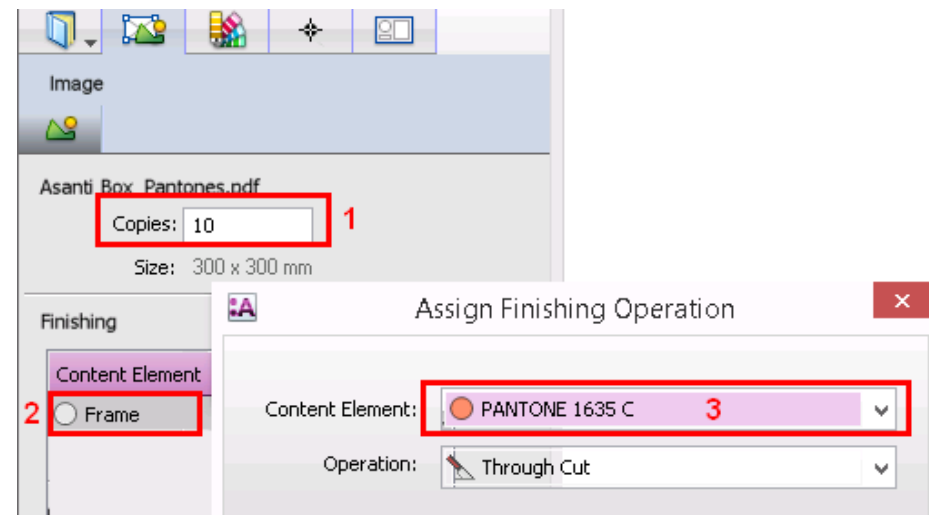 Image
Asanti_Box_Pantones.pdf
Copies: 10
1
Size: 300 x 300 mm
:A
Assign Finishing Operation
Finishing
Content Element
2 Frame
Content Element: PANTONE 1635 C 3
Operation: Through Cut